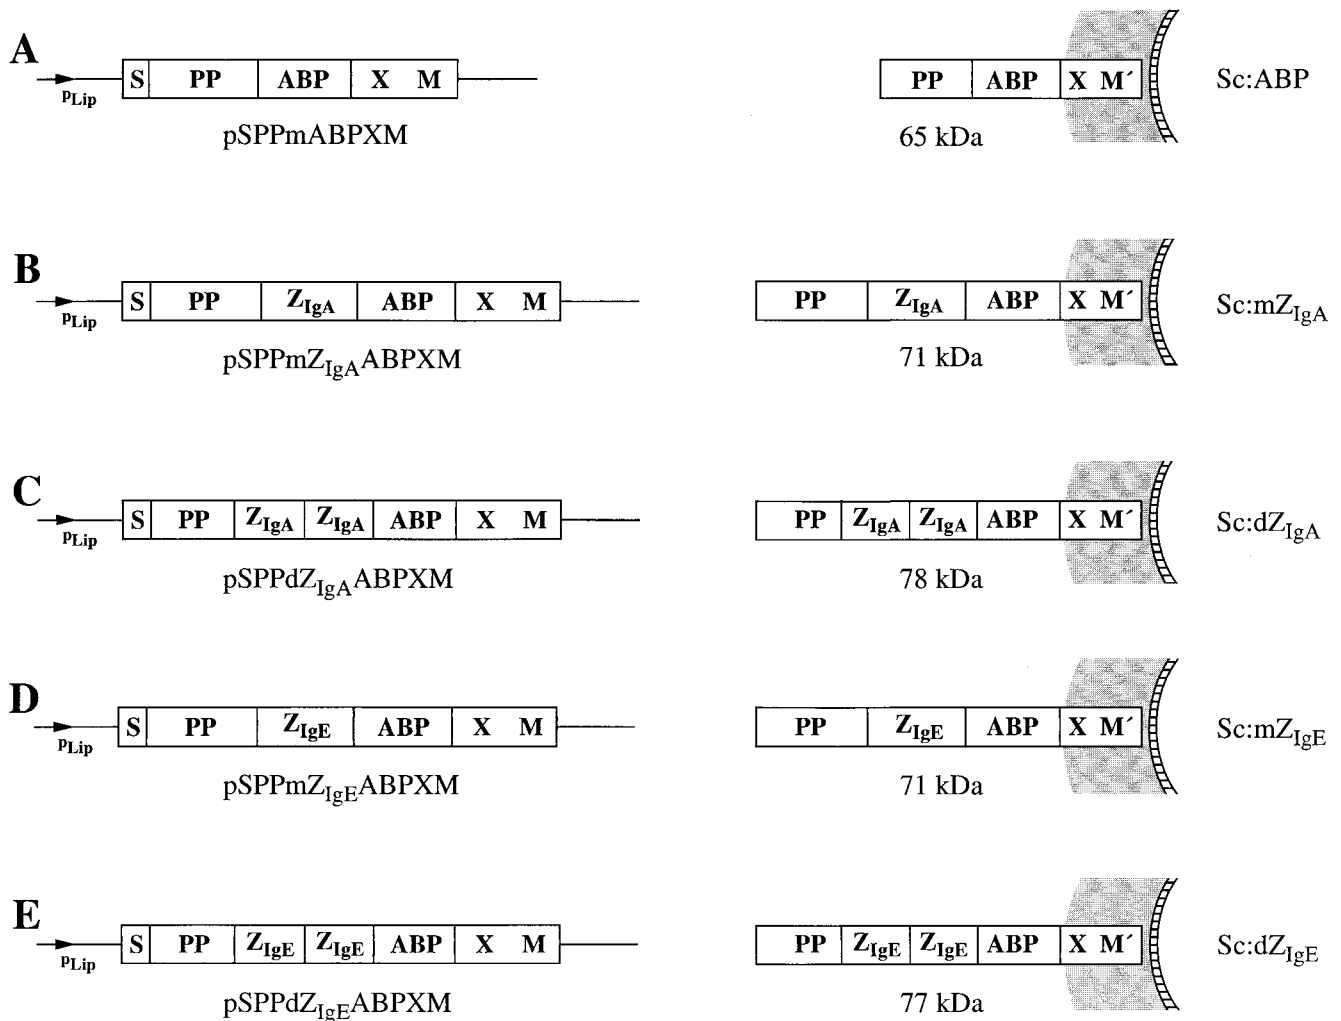 A
S PP ABP X M
pLip
pSPPmABPXM
PP ABP X M´
65 kDa
Sc:ABP
B
S PP ZIgA ABP X M
pLip
pSPPmZIgAABPXM
PP ZIgA ABP X M´
71 kDa
Sc:mZIgA
C
S PP ZIgA ZIgA ABP X M
pLip
pSPPdZIgAABPXM
PP ZIgA ZIgA ABP X M´
78 kDa
Sc:dZIgA
D
S PP ZIgE ABP X M
pLip
pSPPmZIgEABPXM
PP ZIgE ABP X M´
71 kDa
Sc:mZIgE
E
S PP ZIgE ZIgE ABP X M
pLip
pSPPdZIgEABPXM
PP ZIgE ZIgE ABP X M´
77 kDa
Sc:dZIgE